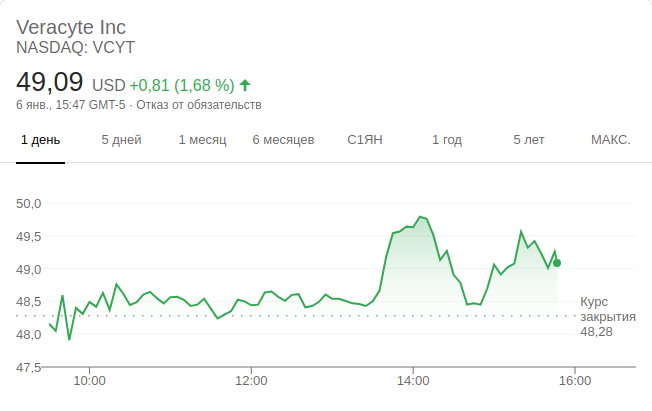 Veracyte Inc
NASDAQ: VCYT
49,09 USD +0,81 (1,68 %)
6 янв., 15:47 GMT-5 · Отказ от обязательств
1 день 5 дней 1 месяц 6 месяцев С1ЯН 1 год 5 лет МАКС.
50,0
49,5
49,0
48,5
48,0
47,5
Курс
закрытия
48,28
10:00 12:00 14:00 16:00